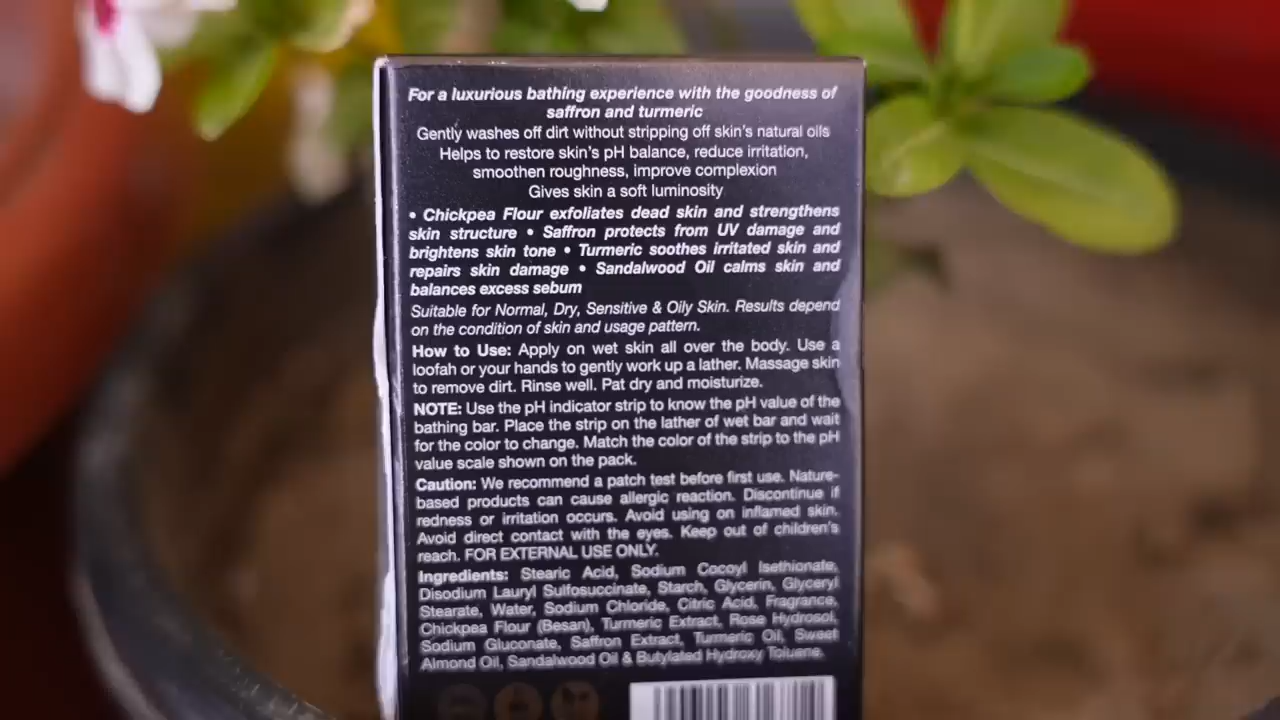 For a luxurious bathing experience with the goodness of
saffron and turmeric
Gently washes off dirt without stripping off skin's natural oils
Helps to restore skin's pH balance, reduce irritation,
smoothen roughness, improve complexion
Gives skin a soft luminosity
• Chickpea Flour exfoliates dead skin and strengthens
skin structure • Saffron protects from UV damage and
brightens skin tone • Turmeric soothes irritated skin and
repairs skin damage • Sandalwood Oil calms skin and
balances excess sebum
Suitable for Normal, Dry, Sensitive & Oily Skin. Results depend
on the condition of skin and usage pattern.
How to Use: Apply on wet skin all over the body. Use a
loofah or your hands to gently work up a lather. Massage skin
to remove dirt. Rinse well. Pat dry and moisturize.
NOTE: Use the pH indicator strip to know the pH value of the
bathing bar. Place the strip on the lather of wet bar and wait
for the color to change. Match the color of the strip to the pH
value scale shown on the pack.
Caution: We recommend a patch test before first use. Nature-
based products can cause allergic reaction. Discontinue if
redness or irritation occurs. Avoid using on inflamed skin.
Avoid direct contact with the eyes. Keep out of children's
reach. FOR EXTERNAL USE ONLY.
Ingredients: Stearic Acid, Sodium Cocoyl Isethionate,
Disodium Lauryl Sulfosuccinate, Starch, Glycerin, Glyceryl
Stearate, Water, Sodium Chloride, Citric Acid, Fragrance,
Chickpea Flour (Besan), Turmeric Extract, Rose Hydrosol,
Sodium Gluconate, Saffron Extract, Turmeric Oil, Sweet
Almond Oil, Sandalwood Oil & Butylated Hydroxy Toluene.